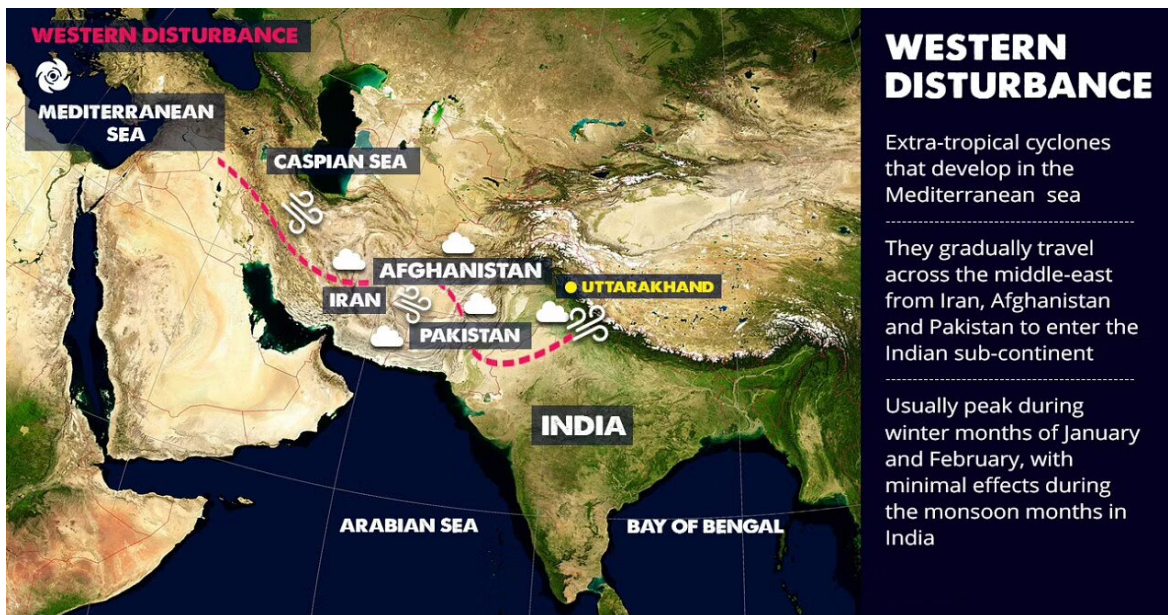 WESTERN DISTURBANCE
MEDITERRANEAN
SEA
CASPIAN SEA
AFGHANISTAN
IRAN
UTTARAKHAND
PAKISTAN
INDIA
ARABIAN SEA
BAY OF BENGAL
WESTERN
DISTURBANCE
Extra-tropical cyclones
that develop in the
Mediterranean sea
They gradually travel
across the middle-east
from Iran, Afghanistan
and Pakistan to enter the
Indian sub-continent
Usually peak during
winter months of January
and February, with
minimal effects during
the monsoon months in
India